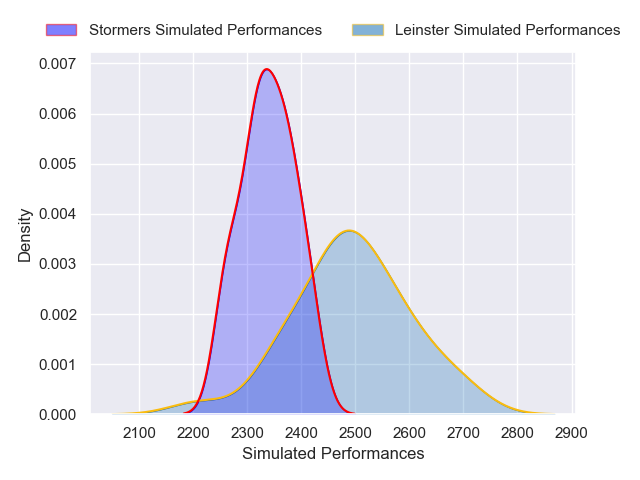 Stormers Simulated Performances Leinster Simulated Performances
0.007
0.006
0.005
0.004
0.003
0.002
0.001
0.000
Density
2100 2200 2300 2400 2500 2600 2700 2800 2900
Simulated Performances